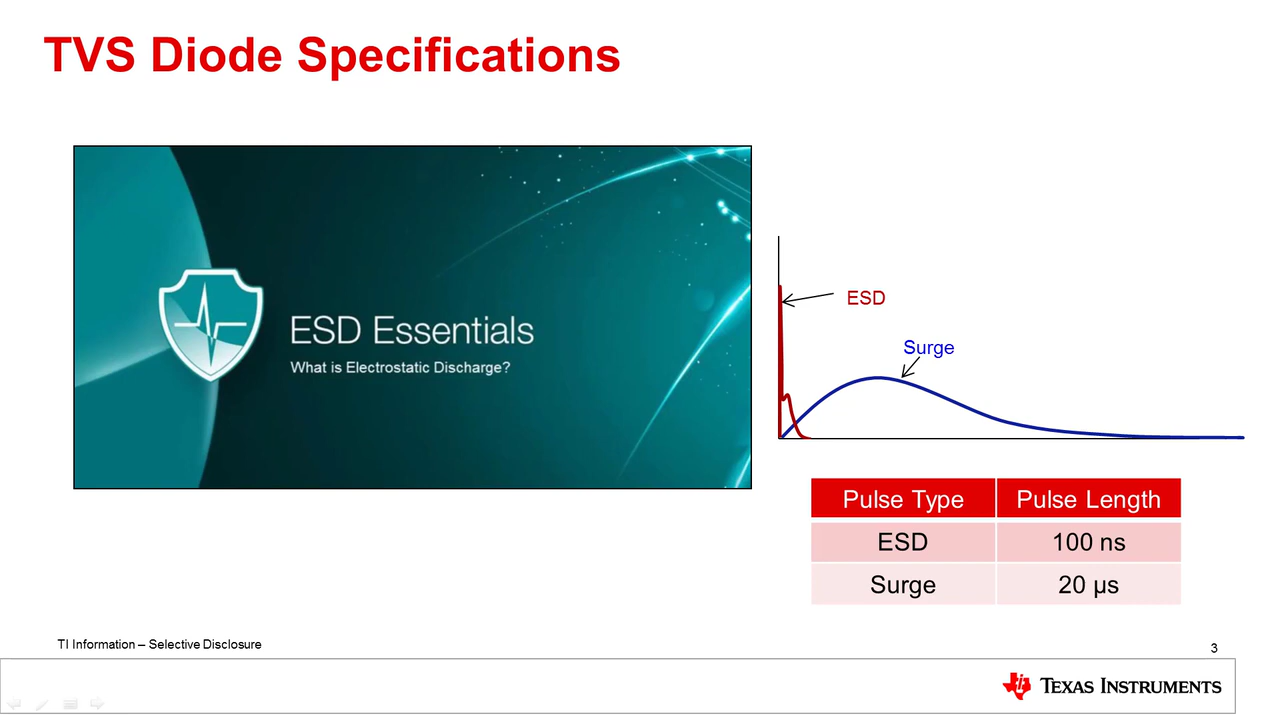 TVS Diode Specifications
ESD Essentials
What is Electrostatic Discharge?
ESD
Surge
Pulse Type Pulse Length
ESD 100 ns
Surge 20 µs
TI Information – Selective Disclosure
3
TEXAS INSTRUMENTS